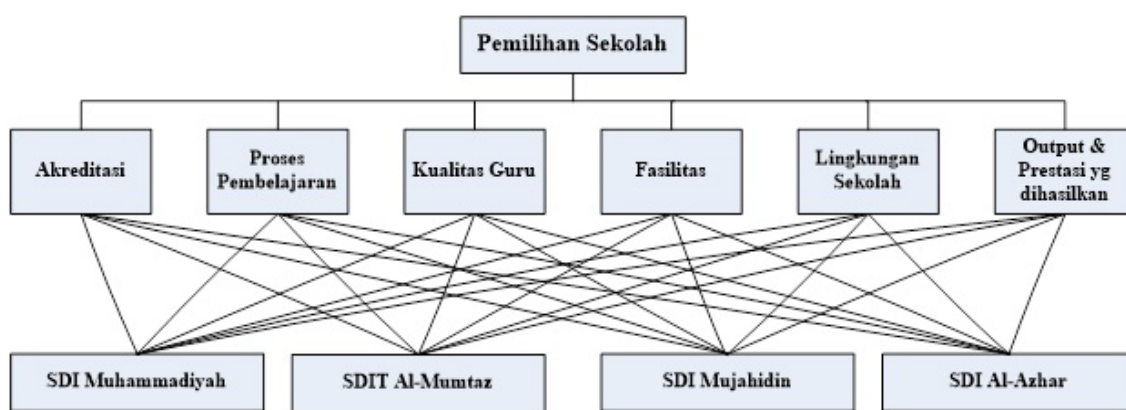 Pemilihan Sekolah
Akreditasi
Proses
Pembelajaran
Kualitas Guru
Fasilitas
Lingkungan
Sekolah
Output &
Prestasi yg
dihasilkan
SDI Muhammadiyah
SDIT Al-Mumtaz
SDI Mujahidin
SDI Al-Azhar